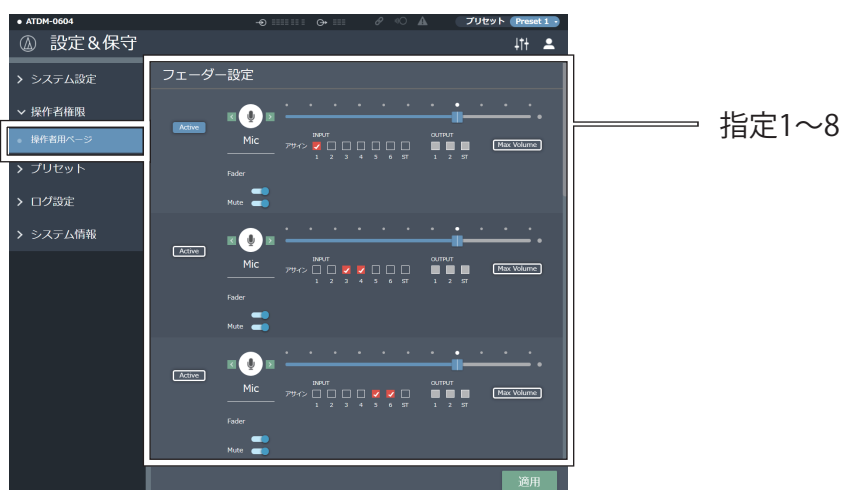 ATDM-0604
プリセット Preset 1
設定&保守
システム設定
操作者権限
操作者用ページ
プリセット
ログ設定
システム情報
フェーダー設定
Active
Mic
INPUT
OUTPUT
アサイン
1 2 3 4 5 6 ST
1 2 ST
Max Volume
Fader
Mute
Active
Mic
INPUT
OUTPUT
アサイン
1 2 3 4 5 6 ST
1 2 ST
Max Volume
Fader
Mute
Active
Mic
INPUT
OUTPUT
アサイン
1 2 3 4 5 6 ST
1 2 ST
Max Volume
Fader
Mute
適用
指定1～8